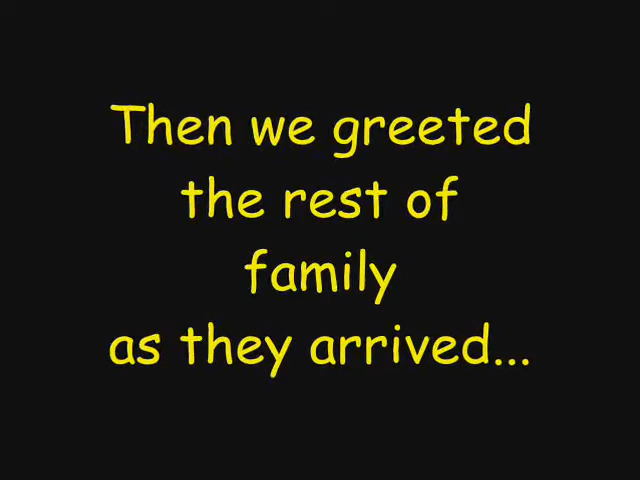 Then we greeted
the rest of
family
as they arrived...